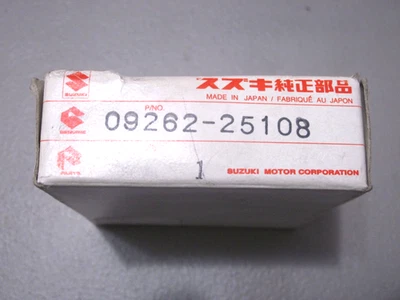 スズキ純正部品
SUZUKI
MADE IN JAPAN / FABRIQUÉ AU JAPON
P/NO.
09262-25108
1
SUZUKI MOTOR CORPORATION